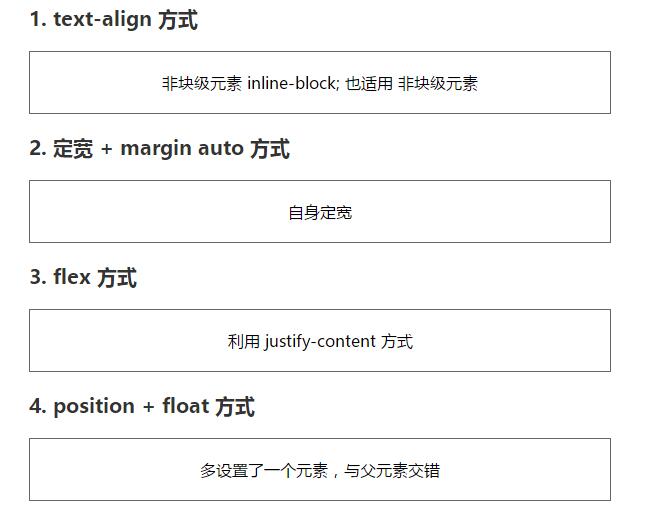 1. text-align 方式
非块级元素 inline-block; 也适用 非块级元素
2. 定宽 + margin auto 方式
自身定宽
3. flex 方式
利用 justify-content 方式
4. position + float 方式
多设置了一个元素，与父元素交错